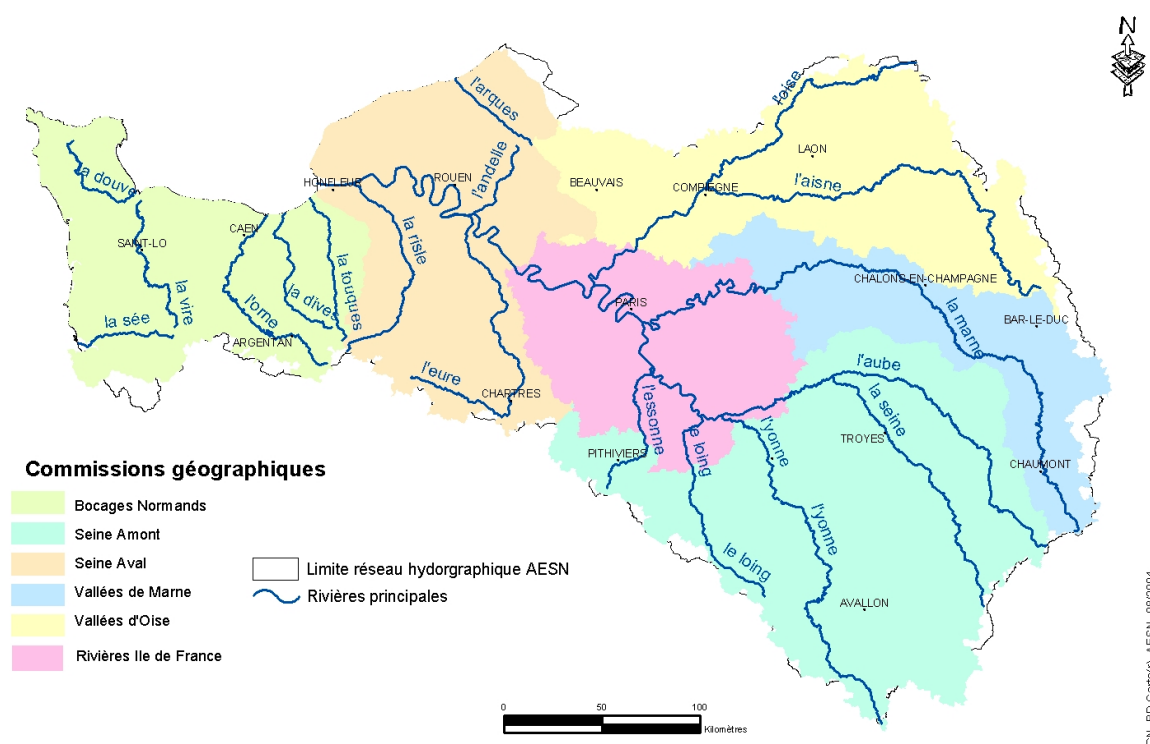 N
l'oise
l'arques
LAON
la douve
HONFLEUR
ROUEN
l'andelle
BEAUVAIS
COMPIEGNE
l'aisne
SAINT-LO
CAEN
la risle
la touques
la dives
l'orne
la vire
la sée
ARGENTAN
PARIS
CHALONS-EN-CHAMPAGNE
la marne
BAR-LE-DUC
l'eure
CHARTRES
l'essonne
le loing
l'yonne
l'aube
la seine
TROYES
PITHIVIERS
CHAUMONT
l'yonne
le loing
AVALLON
Commissions géographiques
Bocages Normands
Seine Amont
Seine Aval
Vallées de Marne
Vallées d'Oise
Rivières Ile de France
Limite réseau hydorgraphique AESN
Rivières principales
0 50 100
Kilomètres